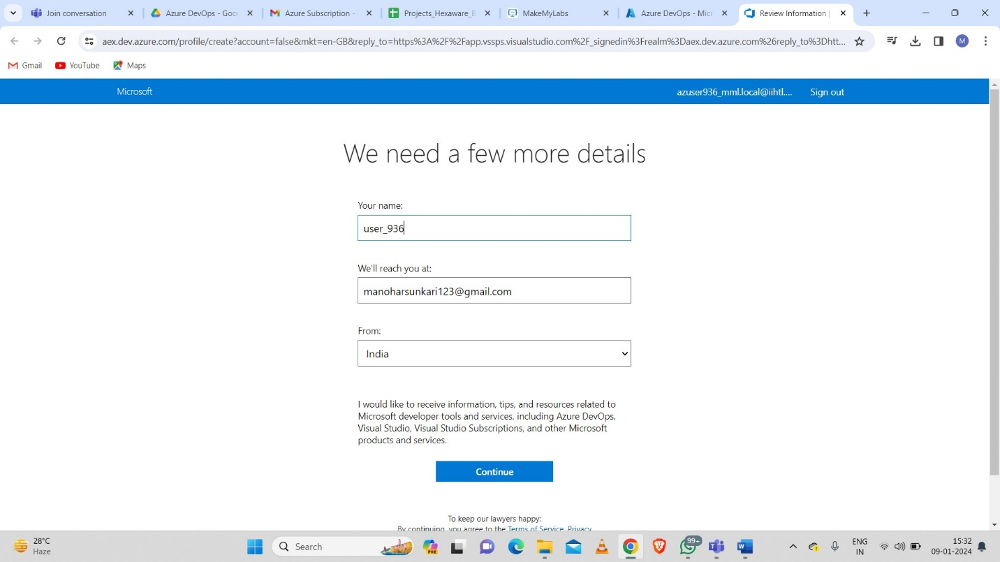 Join conversation
Azure DevOps - Goo
Azure Subscription -
Projects_Hexaware_B
MakeMyLabs
Azure DevOps - Micr
Review Information |
aex.dev.azure.com/profile/create?account=false&mkt=en-GB&reply_to=https%3A%2F%2Fapp.vssps.visualstudio.com%2F_signedin%3Frealm%3Daex.dev.azure.com%26reply_to%3Dhtt...
M
Gmail
YouTube
Maps
Microsoft
azuser936_mml.local@iihtl....
Sign out
We need a few more details
Your name:
user_936
We'll reach you at:
manoharsunkari123@gmail.com
From:
India
I would like to receive information, tips, and resources related to
Microsoft developer tools and services, including Azure DevOps,
Visual Studio, Visual Studio Subscriptions, and other Microsoft
products and services.
Continue
To keep our lawyers happy:
By continuing, you agree to the Terms of Service, Privacy
28°C
Haze
Search
PRE
99+
ENG
IN
15:32
09-01-2024